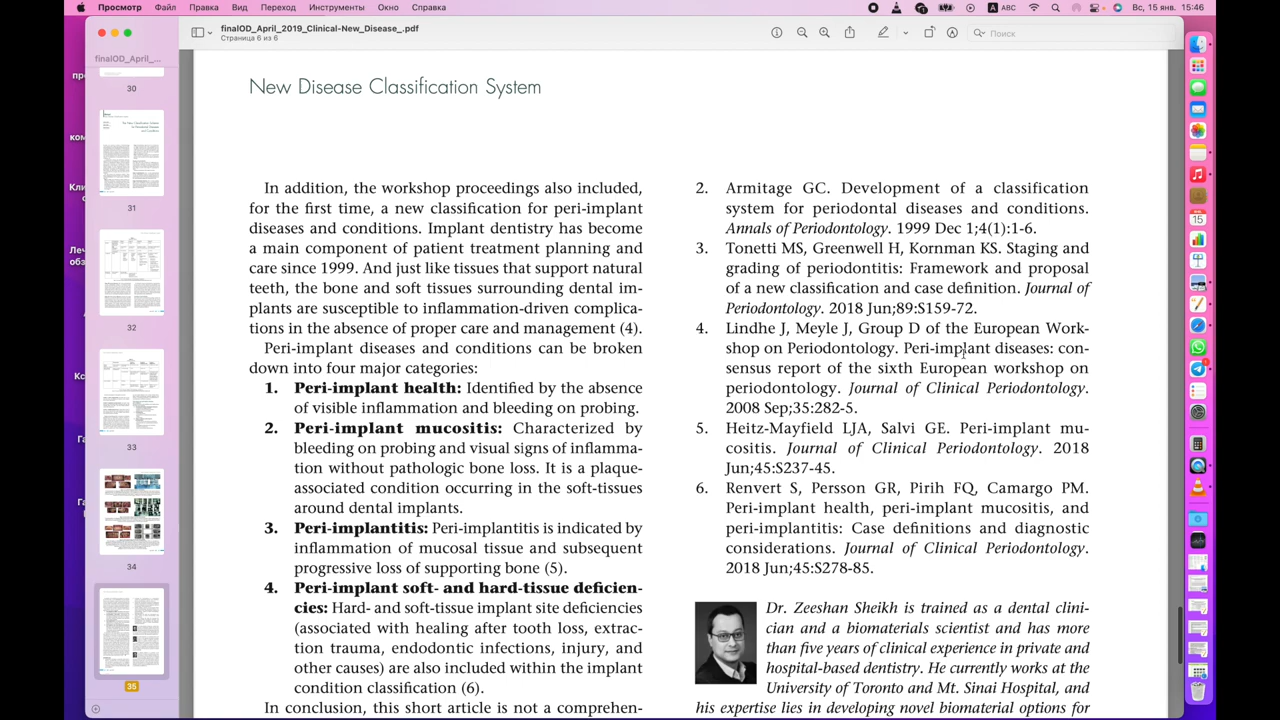 Просмотр Файл Правка Вид Переход Инструменты Окно Справка
АВС
Вс, 15 янв. 15:46
finalOD_April_2019_Clinical-New_Disease_.pdf
Страница 6 из 6
Поиск
finalOD_April_...
30
31
32
33
34
35
New Disease Classification System
In addition, the workshop proceedings also included,
for the first time, a new classification for peri-implant
diseases and conditions. Implant dentistry has become
a main component of patient treatment planning and
care since 1999. And just like tissues that support natural
teeth, the bone and soft tissues surrounding dental im-
plants are susceptible to inflammation-driven complica-
tions in the absence of proper care and management (4).
Peri-implant diseases and conditions can be broken
down into four major categories:
1. Peri-implant health: Identified by the absence
of visible inflammation and bleeding on probing.
2. Peri-implant mucositis: Characterized by
bleeding on probing and visual signs of inflamma-
tion without pathologic bone loss. It is a plaque-
associated condition occurring in the soft-tissues
around dental implants.
3. Peri-implantitis: Peri-implantitis is caused by
inflammation of mucosal tissue and subsequent
progressive loss of supporting bone (5).
4. Peri-implant soft- and hard-tissue deficien-
cies: Hard- and soft-tissue implant site deficiencies
(associated with normal healing after tooth loss, extrac-
tion trauma, endodontic infections, injury, and
other issues) are also included within the implant
condition classification (6).
In conclusion, this short article is not a comprehen-
2. Armitage GC. Development of a classification
system for periodontal diseases and conditions.
Annals of Periodontology. 1999 Dec 1;4(1):1-6.
3. Tonetti MS, Greenwell H, Kornman KS. Staging and
grading of periodontitis: Framework and proposal
of a new classification and case definition. Journal of
Periodontology. 2018 Jun;89:S159-72.
4. Lindhe J, Meyle J, Group D of the European Work-
shop on Periodontology. Peri-implant diseases: con-
sensus report of the sixth European workshop on
periodontology. Journal of Clinical Periodontology.
2008 Sep;35:282-5.
5. Heitz-Mayfield LJA, Salvi GE. Peri-implant mu-
cositis. Journal of Clinical Periodontology. 2018
Jun;45:S237-45.
6. Renvert S, Persson GR, Pirih FQ, Camargo PM.
Peri-implant health, peri-implant mucositis, and
peri-implantitis: Case definitions and diagnostic
considerations. Journal of Clinical Periodontology.
2018 Jun;45:S278-85.
Dr. Zeeshan Sheikh is trained as a dental clini-
cian and biomaterials scientist and has more
than years of clinical experience in private and
hospital-based dentistry. He currently works at the
University of Toronto and Mt. Sinai Hospital, and
his expertise lies in developing novel biomaterial options for